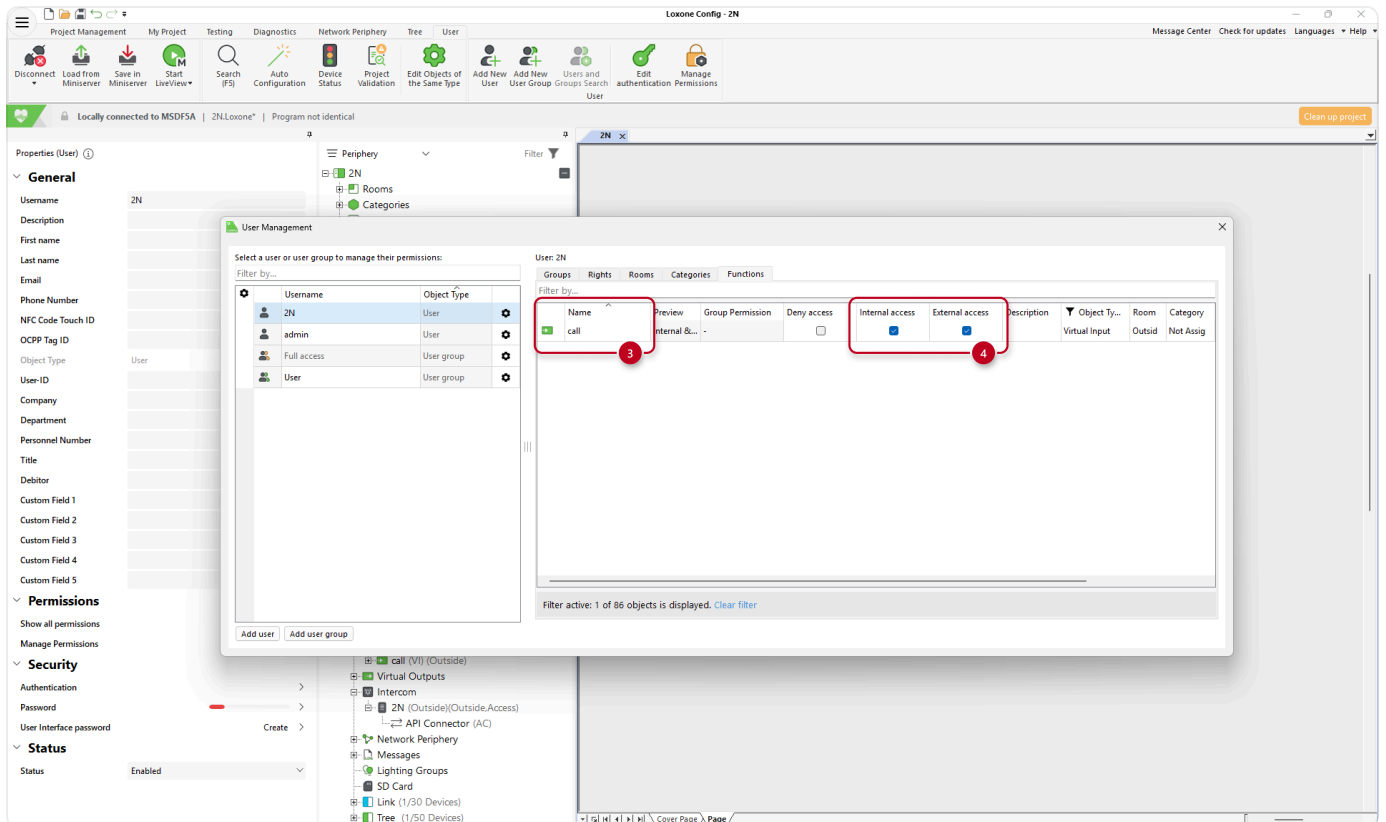 Loxone Config - 2N
Project Management My Project Testing Diagnostics Network Periphery Tree User
Message Center Check for updates Languages Help
Disconnect
Load from Miniserver
Save in Miniserver
Start LiveView
Search (F5)
Auto Configuration
Device Status
Project Validation
Edit Objects of the Same Type
Add New User
Add New User Group
Users and Groups Search
Edit authentication
Manage Permissions
User
Locally connected to MSDF5A | 2N.Loxone* | Program not identical
Clean up project
Properties (User)
General
Username 2N
Description
First name
Last name
Email
Phone Number
NFC Code Touch ID
OCPP Tag ID
Object Type User
User-ID
Company
Department
Personnel Number
Title
Debitor
Custom Field 1
Custom Field 2
Custom Field 3
Custom Field 4
Custom Field 5
Permissions
Show all permissions
Manage Permissions
Security
Authentication
Password
User Interface password Create
Status
Status Enabled
Periphery
Filter
2N
Rooms
Categories
2N
User Management
Select a user or user group to manage their permissions:
Filter by...
Username Object Type
2N User
admin User
Full access User group
User User group
Add user Add user group
User: 2N
Groups Rights Rooms Categories Functions
Filter by...
Name Preview Group Permission Deny access Internal access External access Description Object Ty... Room Category
call nternal &... - Virtual Input Outsid Not Assig
3
4
Filter active: 1 of 86 objects is displayed. Clear filter
call (VI) (Outside)
Virtual Outputs
Intercom
2N (Outside)(Outside,Access)
API Connector (AC)
Network Periphery
Messages
Lighting Groups
SD Card
Link (1/30 Devices)
Tree (1/50 Devices)
Cover Page Page